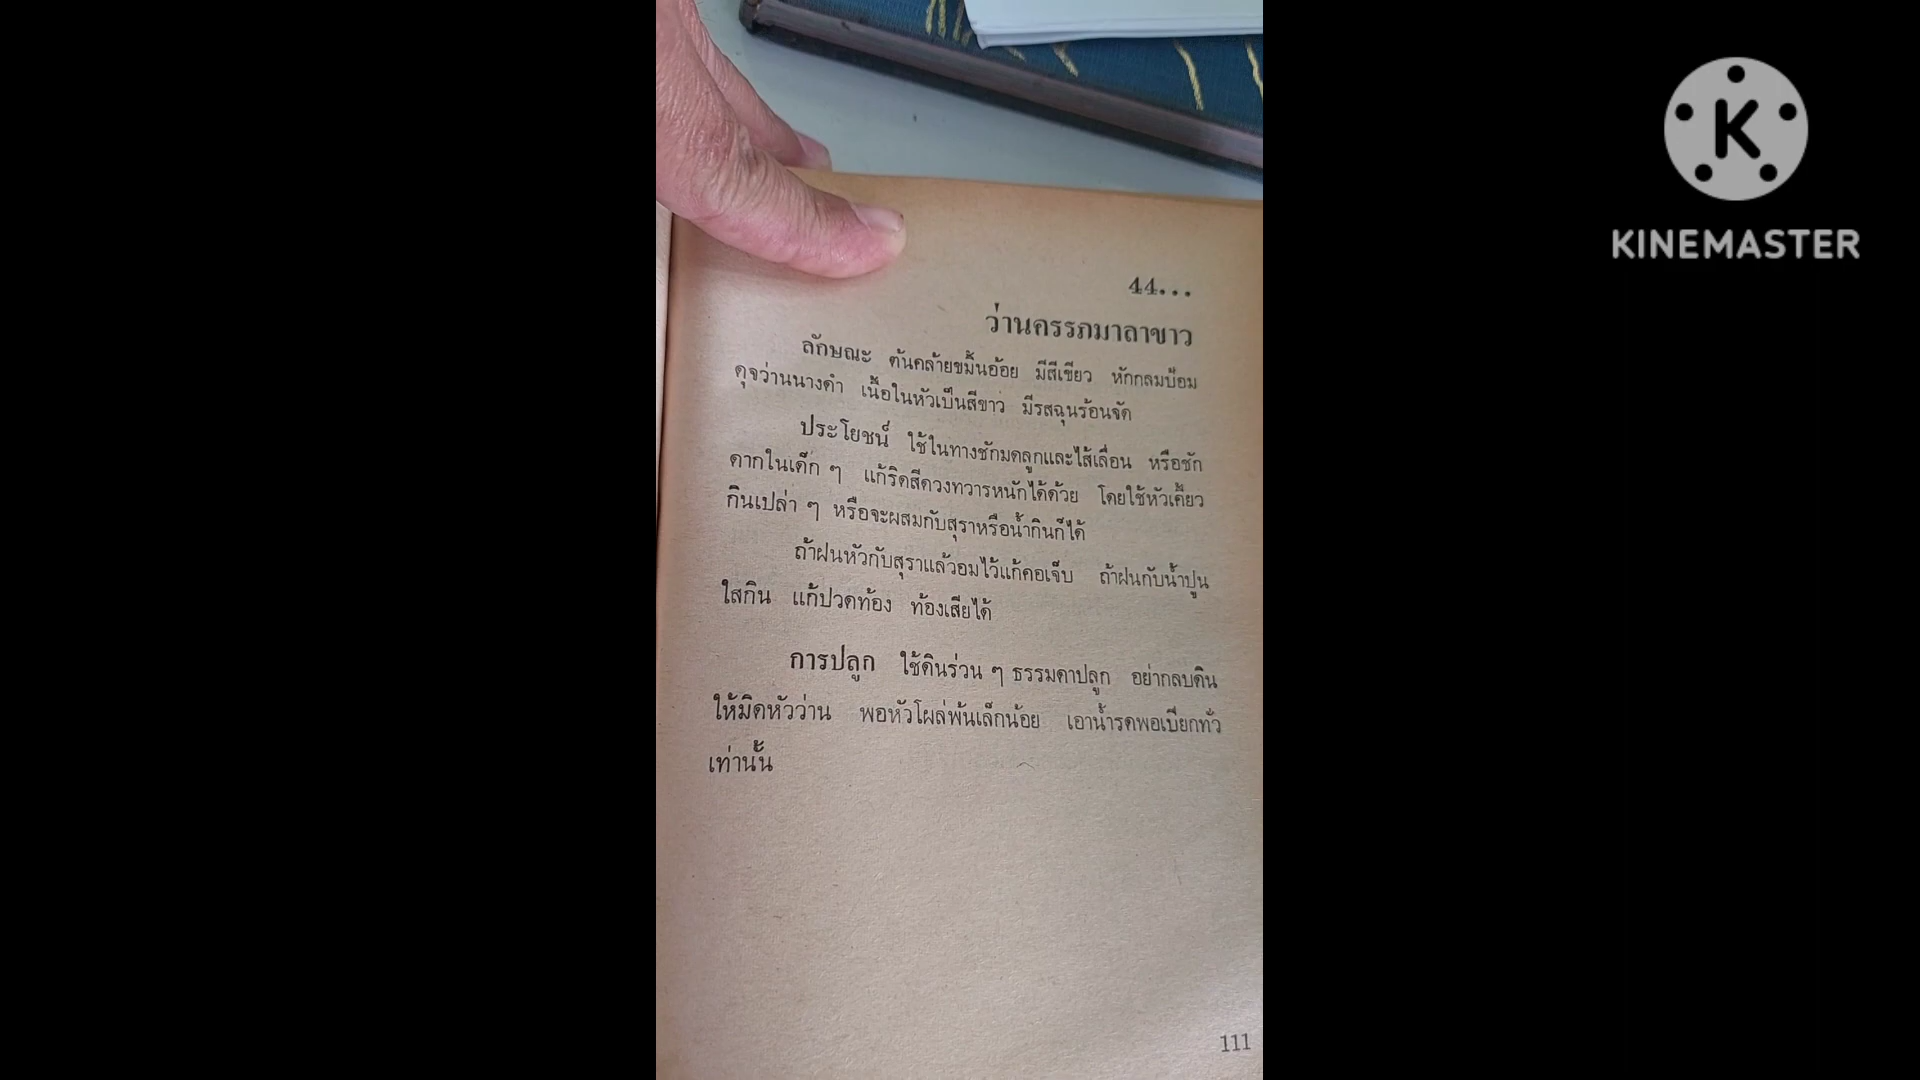 44...
ว่านครรภมาลาขาว
ลักษณะ ต้นคล้ายขมิ้นอ้อย มีสีเขียว หักกลมป้อม
ดุจว่านนางคำ เนื้อในหัวเป็นสีขาว มีรสฉุนร้อนจัด
ประโยชน์ ใช้ในทางชักมดลูกและไส้เลื่อน หรือชัก
ดากในเด็ก ๆ แก้ริดสีดวงทวารหนักได้ด้วย โดยใช้หัวเคี้ยว
กินเปล่า ๆ หรือจะผสมกับสุราหรือน้ำกินก็ได้
ถ้าฝนหัวกับสุราแล้วอมไว้แก้คอเจ็บ ถ้าฝนกับน้ำปูน
ใสกิน แก้ปวดท้อง ท้องเสียได้
การปลูก ใช้ดินร่วน ๆ ธรรมดาปลูก อย่ากลบดิน
ให้มิดหัวว่าน พอหัวโผล่พ้นเล็กน้อย เอาน้ำรดพอเปียกทั่ว
เท่านั้น
111
K
KINEMASTER